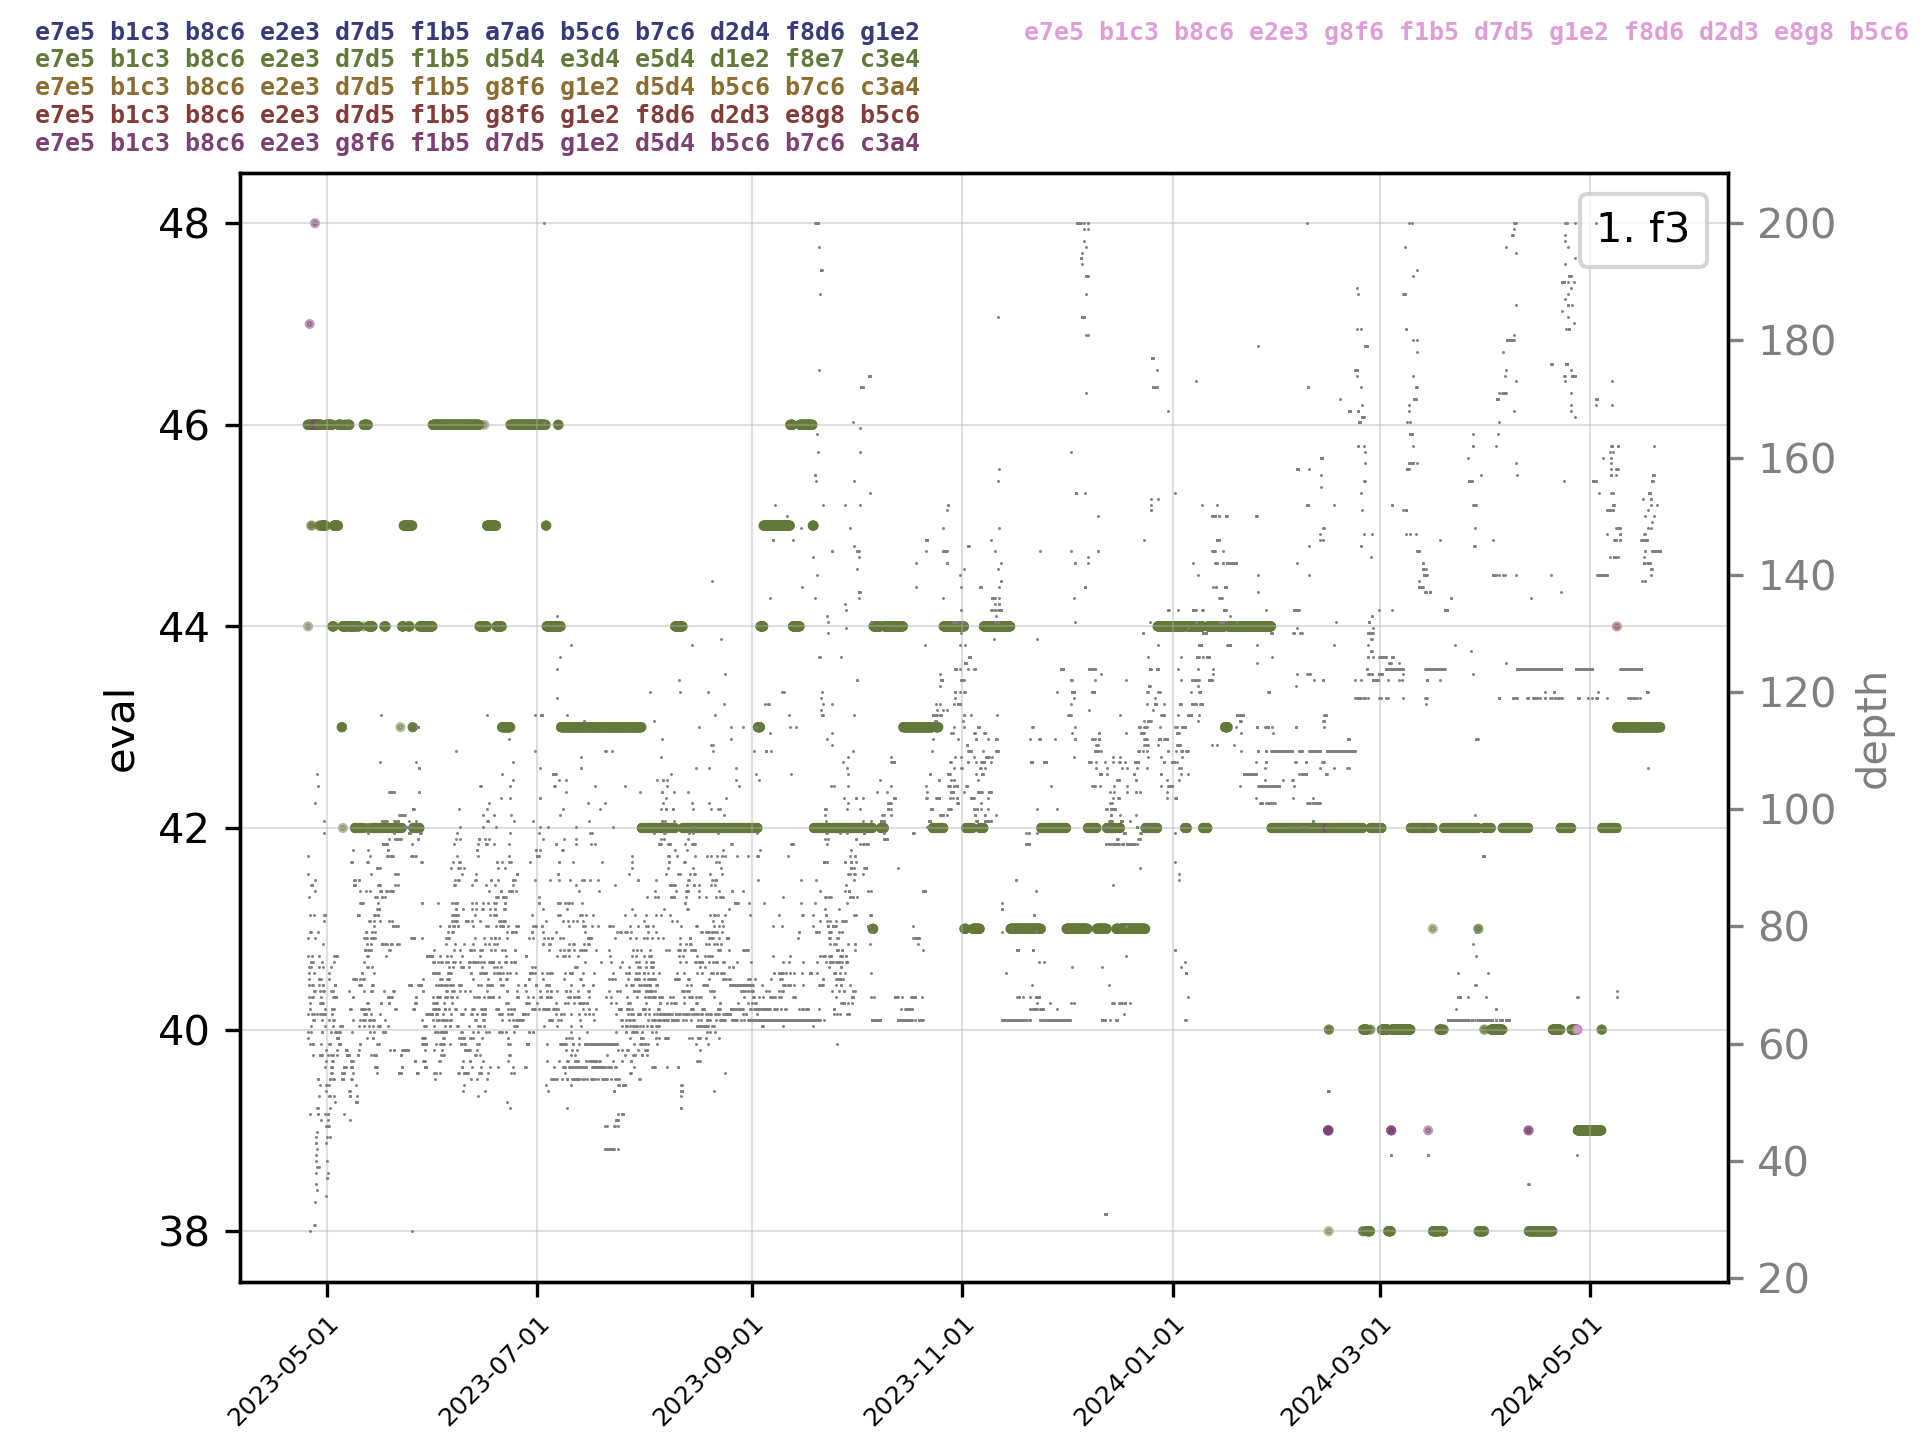 e7e5 b1c3 b8c6 e2e3 d7d5 f1b5 a7a6 b5c6 b7c6 d2d4 f8d6 g1e2
e7e5 b1c3 b8c6 e2e3 d7d5 f1b5 d5d4 e3d4 e5d4 d1e2 f8e7 c3e4
e7e5 b1c3 b8c6 e2e3 d7d5 f1b5 g8f6 g1e2 d5d4 b5c6 b7c6 c3a4
e7e5 b1c3 b8c6 e2e3 d7d5 f1b5 g8f6 g1e2 f8d6 d2d3 e8g8 b5c6
e7e5 b1c3 b8c6 e2e3 g8f6 f1b5 d7d5 g1e2 d5d4 b5c6 b7c6 c3a4
e7e5 b1c3 b8c6 e2e3 g8f6 f1b5 d7d5 g1e2 f8d6 d2d3 e8g8 b5c6
1. f3
eval
48
46
44
42
40
38
depth
200
180
160
140
120
100
80
60
40
20
2023-05-01
2023-07-01
2023-09-01
2023-11-01
2024-01-01
2024-03-01
2024-05-01